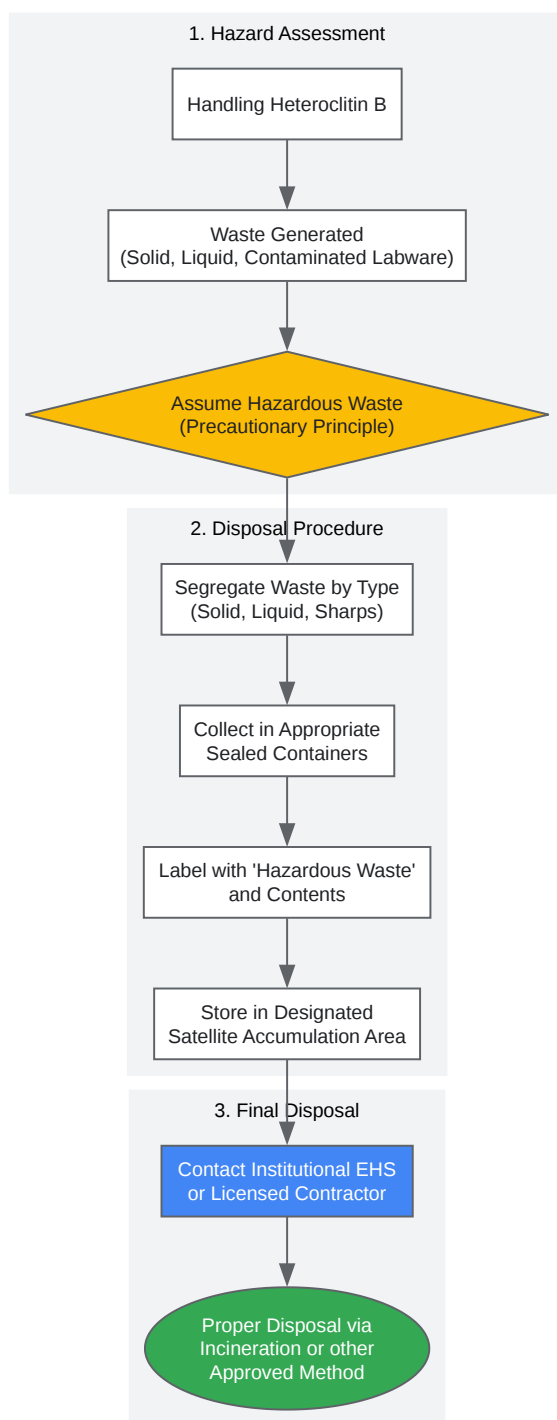 1. Hazard Assessment
Handling Heteroclitin B
Waste Generated
(Solid, Liquid, Contaminated Labware)
Assume Hazardous Waste
(Precautionary Principle)
2. Disposal Procedure
Segregate Waste by Type
(Solid, Liquid, Sharps)
Collect in Appropriate
Sealed Containers
Label with 'Hazardous Waste'
and Contents
Store in Designated
Satellite Accumulation Area
3. Final Disposal
Contact Institutional EHS
or Licensed Contractor
Proper Disposal via
Incineration or other
Approved Method